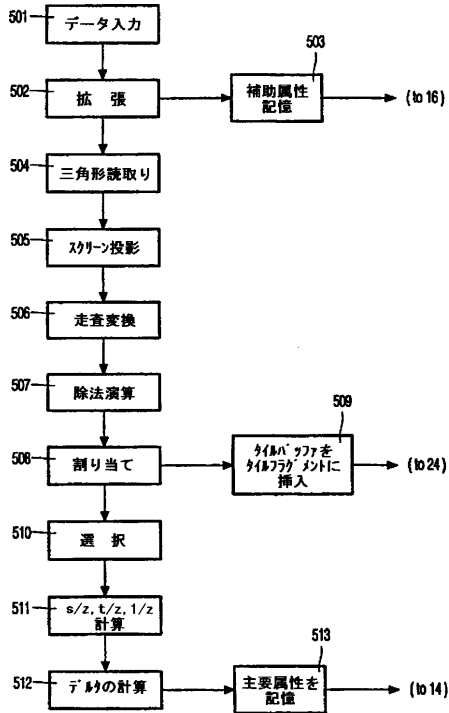 501
データ入力
502
拡 張
503
補助属性
記憶
(to 16)
504
三角形読取り
505
スクリーン投影
506
走査変換
507
除法演算
508
割り当て
509
タイルバッファを
タイルフラグメントに
挿入
(to 24)
510
選 択
511
s/z, t/z, 1/z
計算
512
デルタの計算
513
主要属性を
記憶
(to 14)